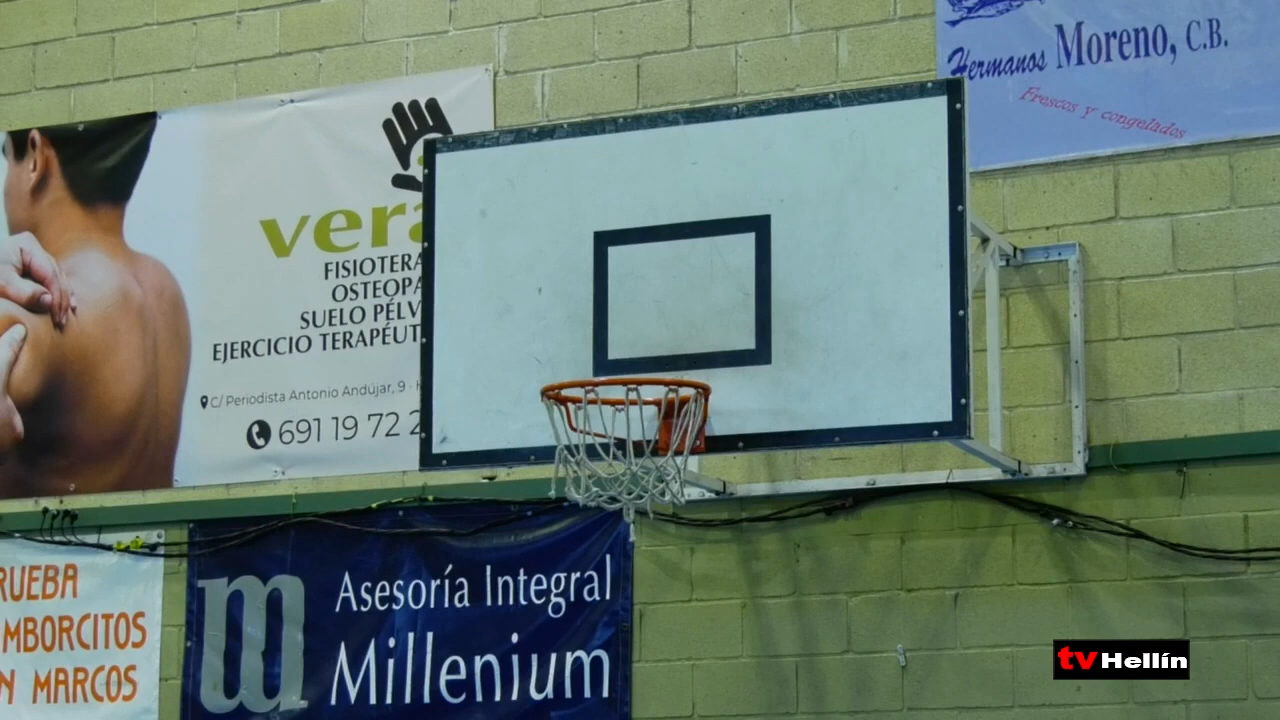 Hermanos Moreno, C.B.
Frescos y congelados
vera
FISIOTERA
OSTEOPA
SUELO PÉLV
EJERCICIO TERAPÉUT
C/ Periodista Antonio Andújar, 9 ·
691 19 72 2
RUEBA
MBORCITOS
N MARCOS
m
Asesoría Integral
Millenium
tv Hellín